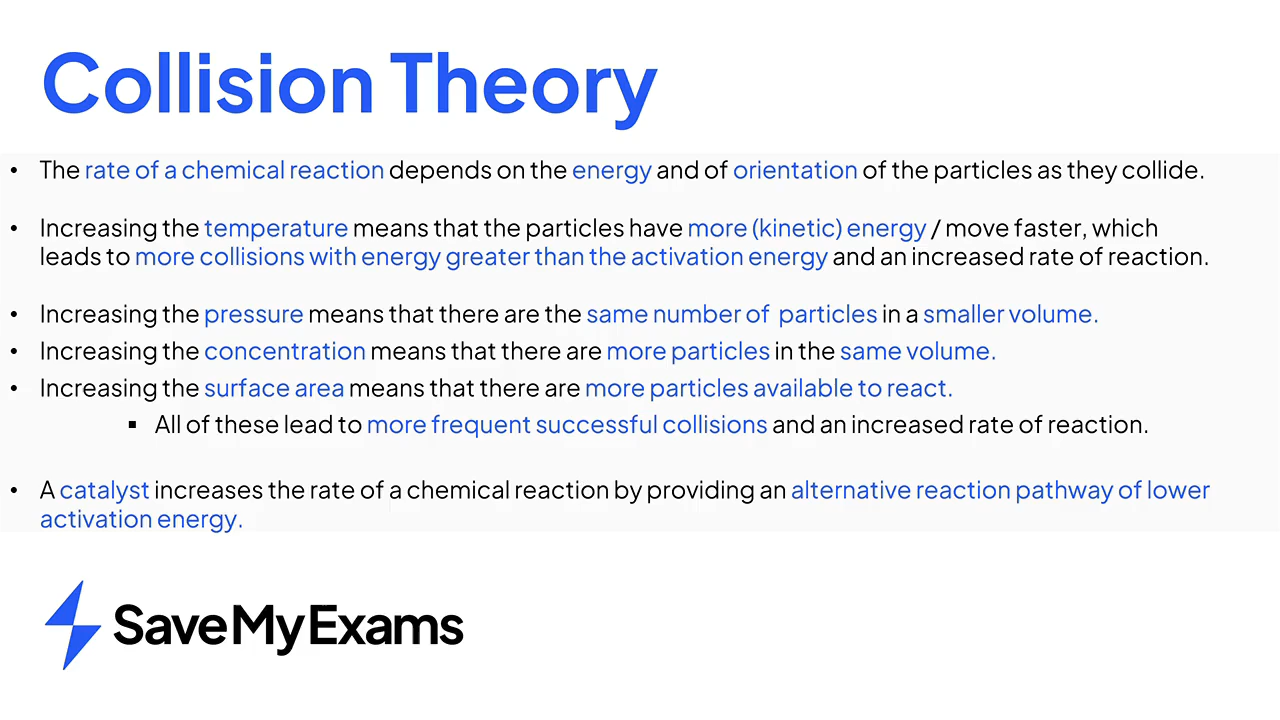 Collision Theory
• The rate of a chemical reaction depends on the energy and of orientation of the particles as they collide.
• Increasing the temperature means that the particles have more (kinetic) energy / move faster, which
leads to more collisions with energy greater than the activation energy and an increased rate of reaction.
• Increasing the pressure means that there are the same number of particles in a smaller volume.
• Increasing the concentration means that there are more particles in the same volume.
• Increasing the surface area means that there are more particles available to react.
▪ All of these lead to more frequent successful collisions and an increased rate of reaction.
• A catalyst increases the rate of a chemical reaction by providing an alternative reaction pathway of lower
activation energy.
SaveMyExams